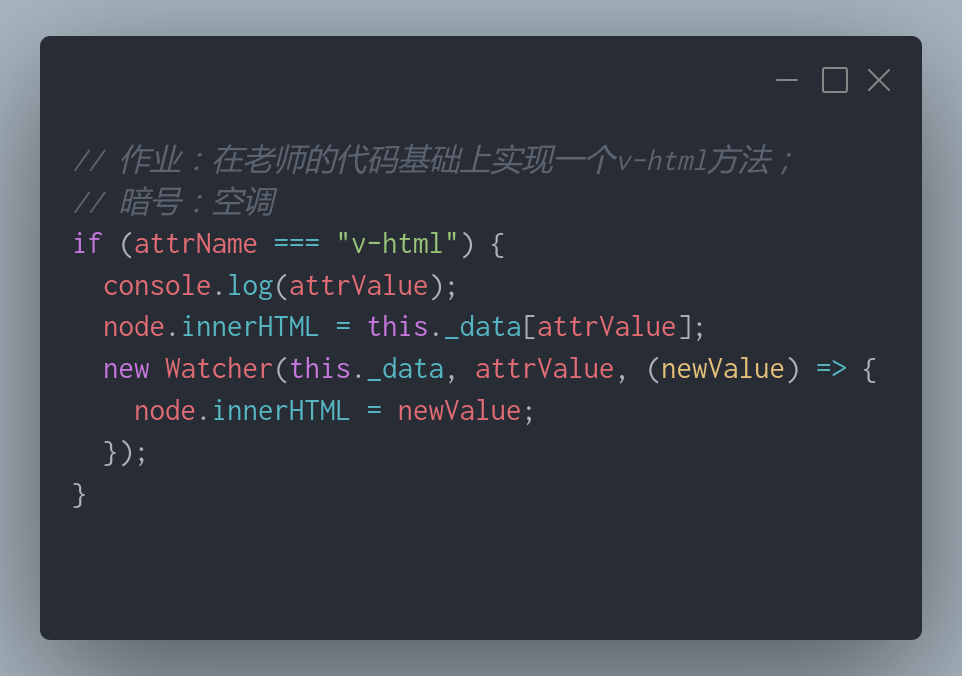 // 作业：在老师的代码基础上实现一个v-html方法；
// 暗号：空调
if (attrName === "v-html") {
  console.log(attrValue);
  node.innerHTML = this._data[attrValue];
  new Watcher(this._data, attrValue, (newValue) => {
    node.innerHTML = newValue;
  });
}